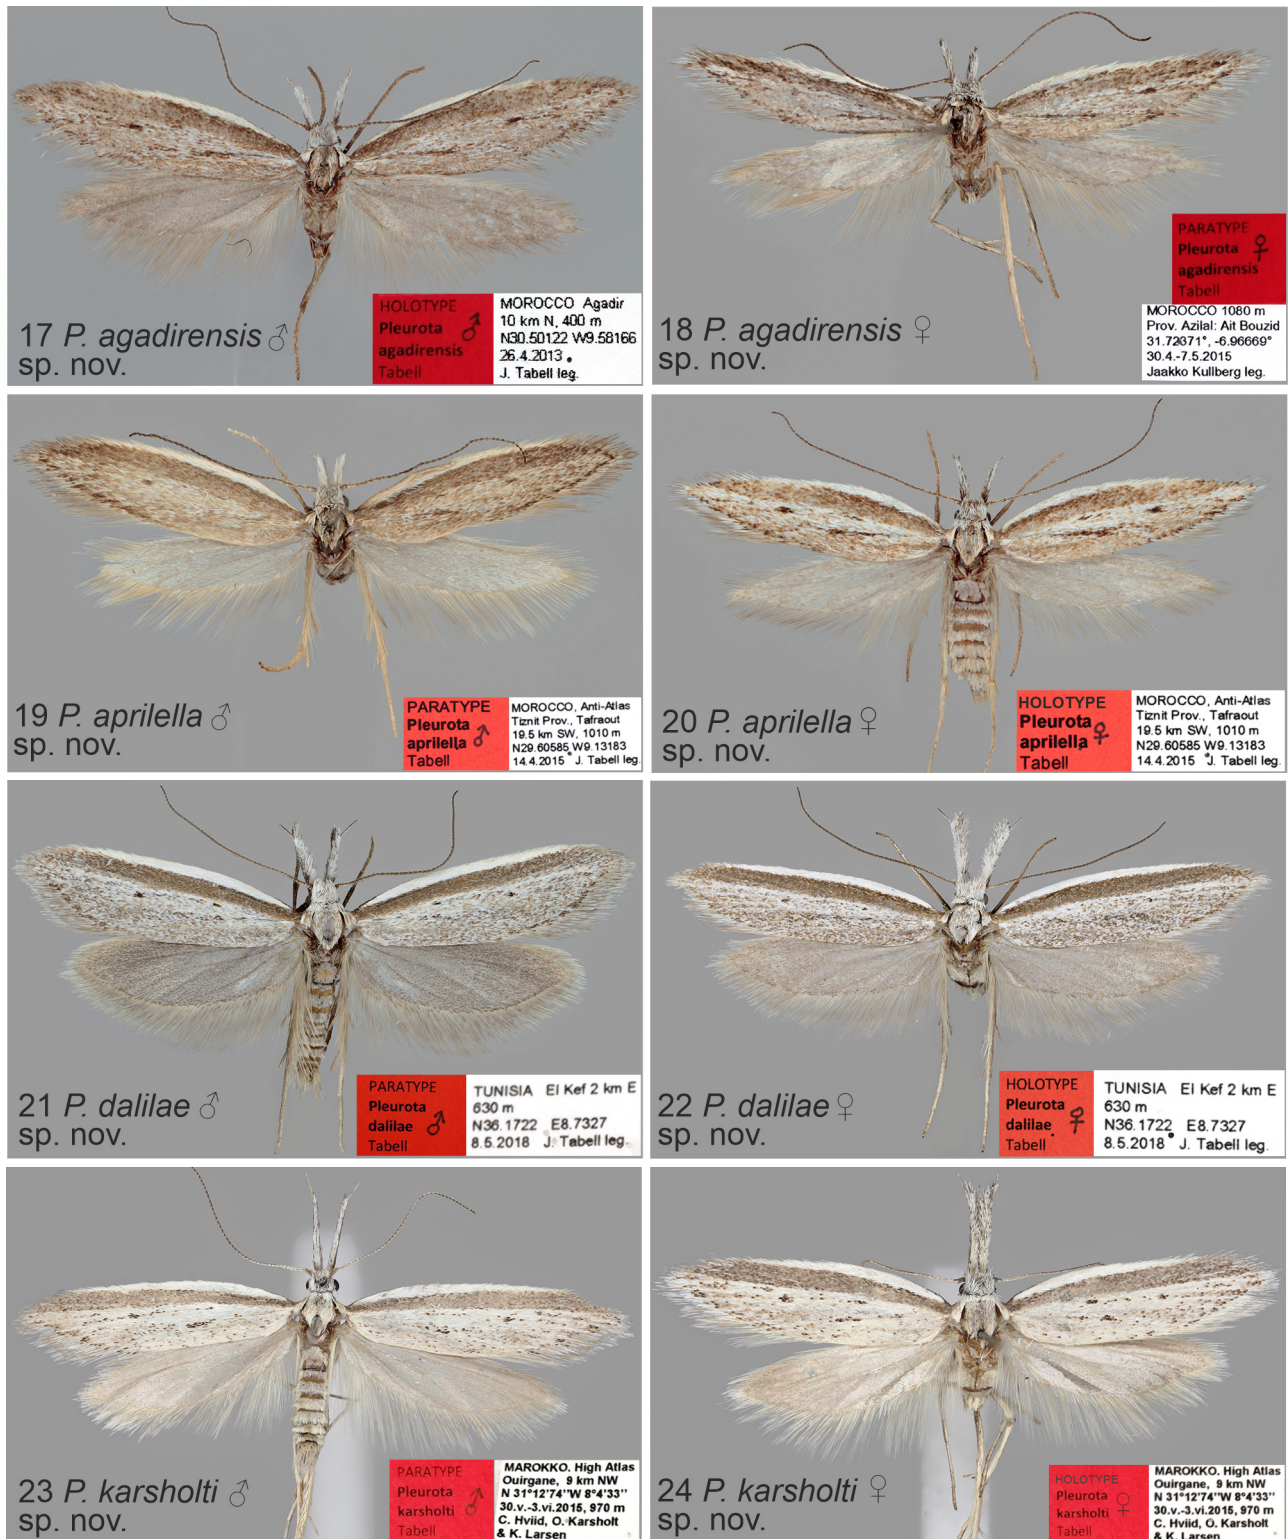 HOLOTYPE ♂
Pleurota
agadirensis
Tabell
MOROCCO Agadir
10 km N, 400 m
N30.50122 W9.58166
26.4.2013
J. Tabell leg.
17 P. agadirensis ♂
sp. nov.
PARATYPE
Pleurota ♀
agadirensis
Tabell
MOROCCO 1080 m
Prov. Azilal: Ait Bouzid
31.72371°, -6.96669°
30.4.-7.5.2015
Jaakko Kullberg leg.
18 P. agadirensis ♀
sp. nov.
PARATYPE
Pleurota
aprilella ♂
Tabell
MOROCCO, Anti-Atlas
Tiznit Prov., Tafraout
19.5 km SW, 1010 m
N29.60585 W9.13183
14.4.2015 J. Tabell leg.
19 P. aprilella ♂
sp. nov.
HOLOTYPE
Pleurota
aprilella ♀
Tabell
MOROCCO, Anti-Atlas
Tiznit Prov., Tafraout
19.5 km SW, 1010 m
N29.60585 W9.13183
14.4.2015 J. Tabell leg.
20 P. aprilella ♀
sp. nov.
PARATYPE
Pleurota
dalilae ♂
Tabell
TUNISIA El Kef 2 km E
630 m
N36.1722 E8.7327
8.5.2018 J. Tabell leg.
21 P. dalilae ♂
sp. nov.
HOLOTYPE
Pleurota
dalilae ♀
Tabell
TUNISIA El Kef 2 km E
630 m
N36.1722 E8.7327
8.5.2018 J. Tabell leg.
22 P. dalilae ♀
sp. nov.
PARATYPE
Pleurota
karsholti ♂
Tabell
MAROKKO. High Atlas
Ouirgane, 9 km NW
N 31°12'74"W 8°4'33"
30.v.-3.vi.2015, 970 m
C. Hviid, O. Karsholt
& K. Larsen
23 P. karsholti ♂
sp. nov.
HOLOTYPE
Pleurota
karsholti ♀
Tabell
MAROKKO. High Atlas
Ouirgane, 9 km NW
N 31°12'74"W 8°4'33"
30.v.-3.vi.2015, 970 m
C. Hviid, O. Karsholt
& K. Larsen
24 P. karsholti ♀
sp. nov.